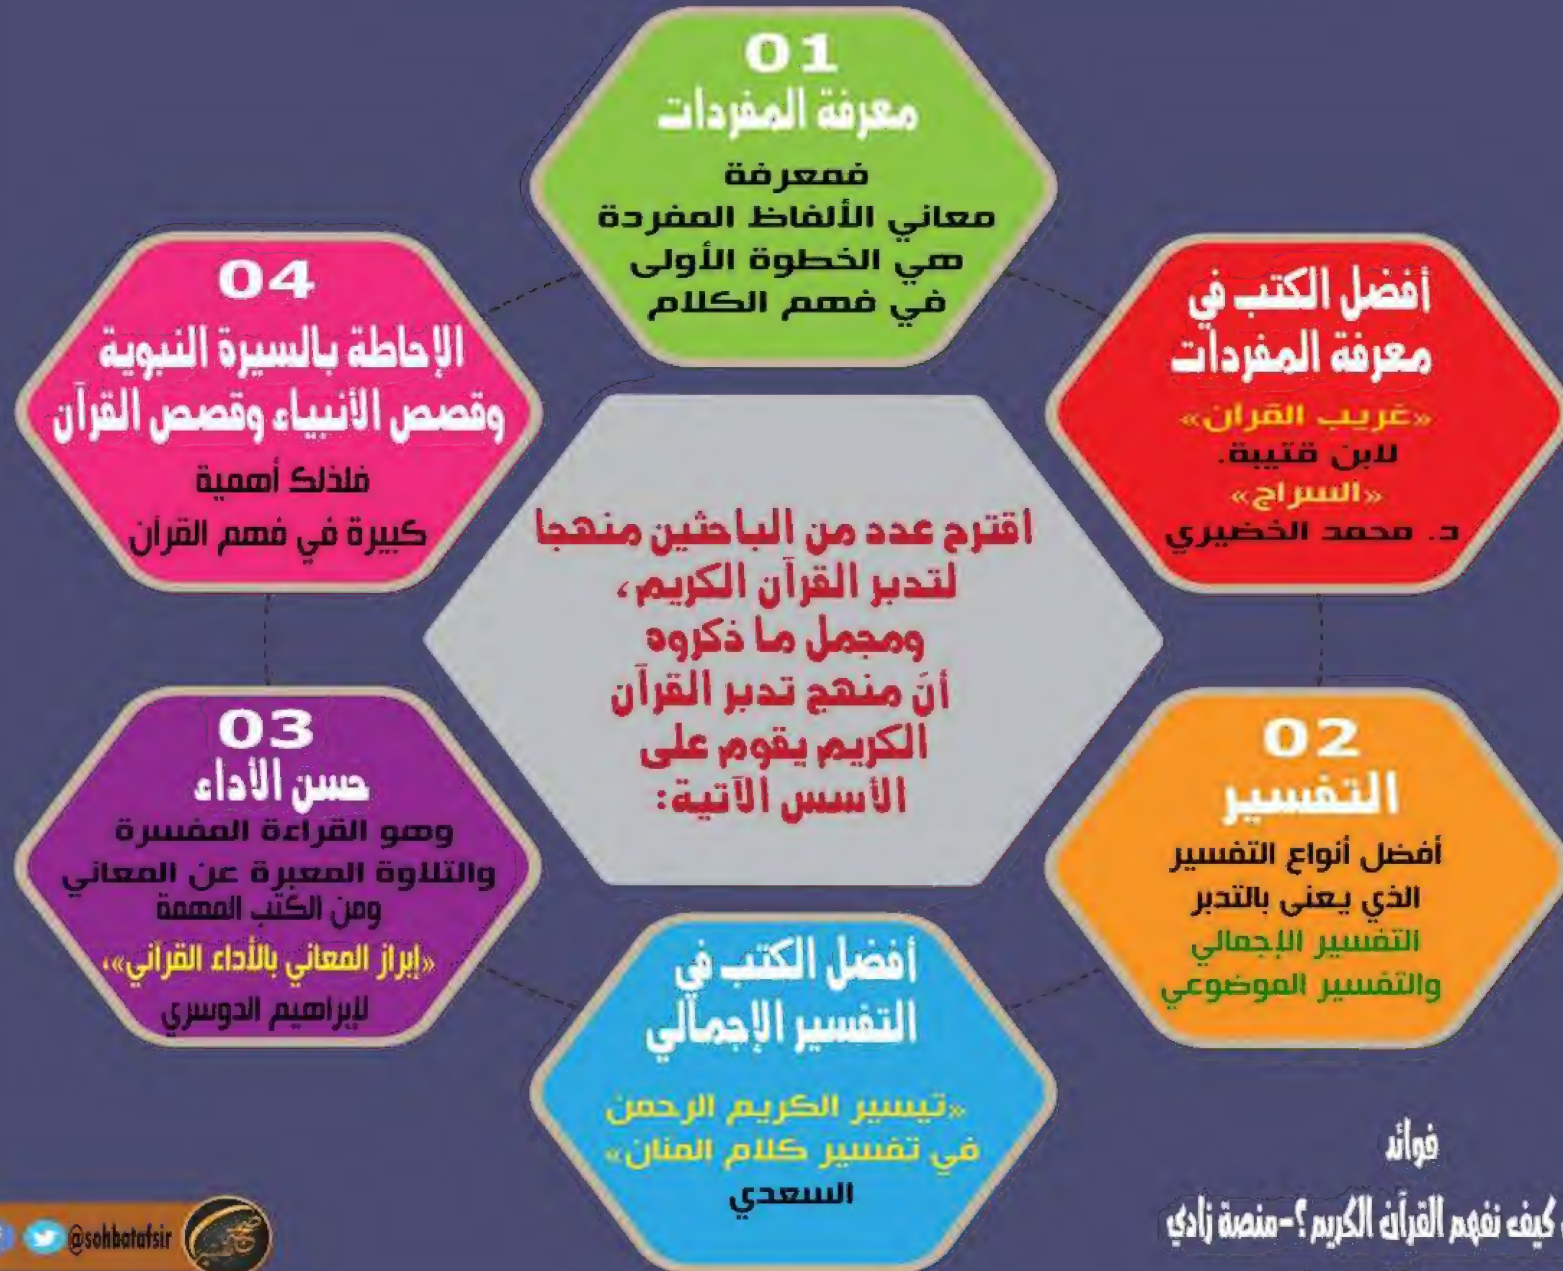 اقترح عدد من الباحثين منهجا
لتدبر القرآن الكريم،
ومجمل ما ذكروه
أنّ منهج تدبر القرآن
الكريم يقوم على
الأسس الآتية:
01
معرفة المفردات
فمعرفة
معاني الألفاظ المفردة
هي الخطوة الأولى
في فهم الكلام
أفضل الكتب في
معرفة المفردات
«غريب القرآن»
لابن قتيبة.
«السراج»
د. محمد الخضيري
02
التفسير
أفضل أنواع التفسير
الذي يعنى بالتدبر
التفسير الإجمالي
والتفسير الموضوعي
أفضل الكتب في
التفسير الإجمالي
«تيسير الكريم الرحمن
في تفسير كلام المنان»
السعدي
03
حسن الأداء
وهو القراءة المفسرة
والتلاوة المعبرة عن المعاني
ومن الكتب المهمة
«إبراز المعاني بالأداء القرآني»،
لإبراهيم الدوسري
04
الإحاطة بالسيرة النبوية
وقصص الأنبياء وقصص القرآن
فلذلك أهمية
كبيرة في فهم القرآن
فوائد
كيف نفهم القرآن الكريم؟-منصة زادي
@sohbatafsir